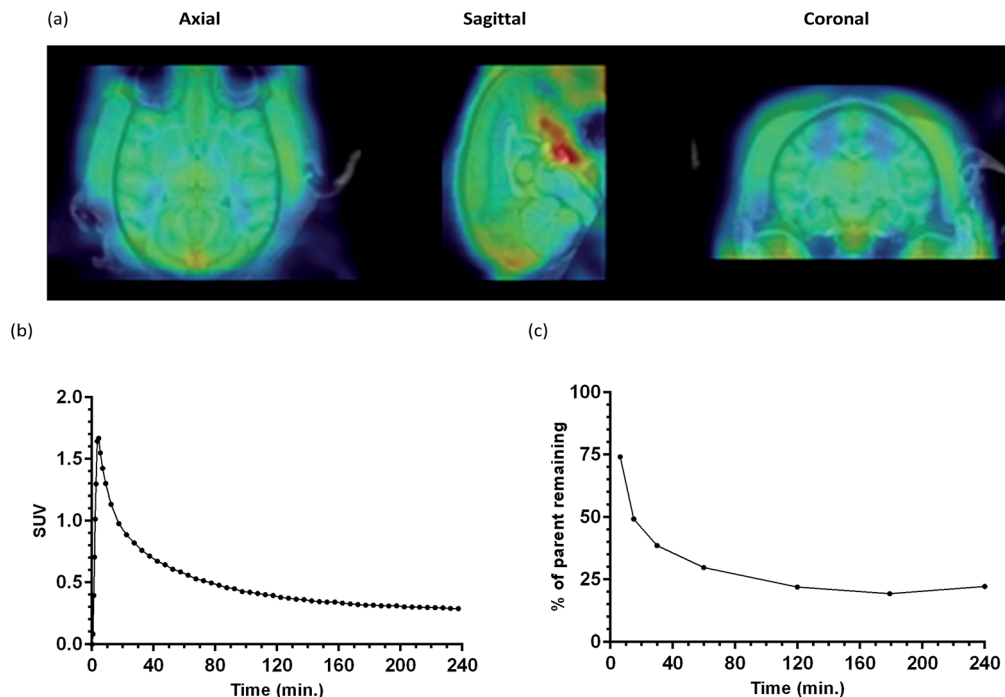 (a) Axial Sagittal Coronal
(b) (c)
2.0
1.5
1.0
0.5
0.0
SUV
0 40 80 120 160 200 240
Time (min.)
100
75
50
25
0
% of parent remaining
0 40 80 120 160 200 240
Time (min.)